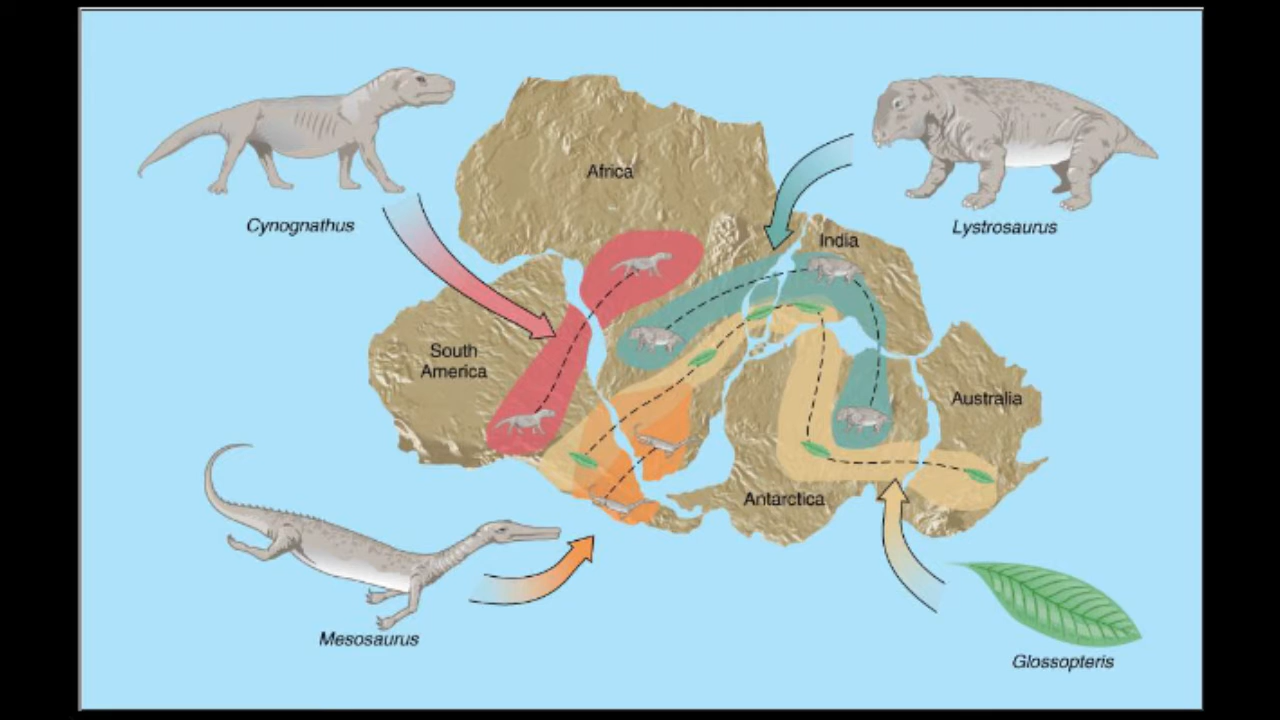 Africa
Cynognathus
Lystrosaurus
India
South
America
Australia
Antarctica
Mesosaurus
Glossopteris